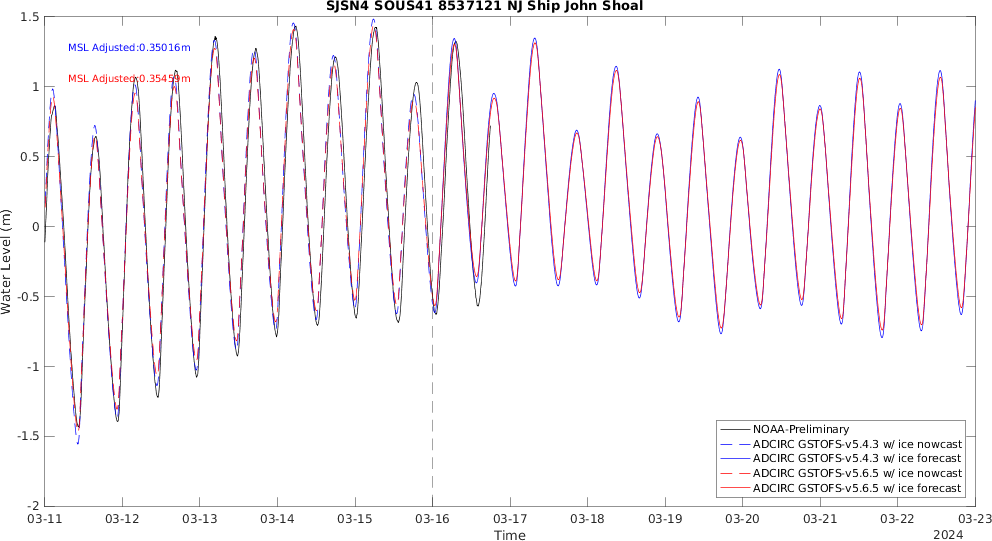 SJSN4 SOUS41 8537121 NJ Ship John Shoal
MSL Adjusted:0.35016m
MSL Adjusted:0.35459m
1.5
1
0.5
0
-0.5
-1
-1.5
-2
Water Level (m)
NOAA-Preliminary
ADCIRC GSTOFS-v5.4.3 w/ ice nowcast
ADCIRC GSTOFS-v5.4.3 w/ ice forecast
ADCIRC GSTOFS-v5.6.5 w/ ice nowcast
ADCIRC GSTOFS-v5.6.5 w/ ice forecast
03-11 03-12 03-13 03-14 03-15 03-16 03-17 03-18 03-19 03-20 03-21 03-22 03-23
Time
2024